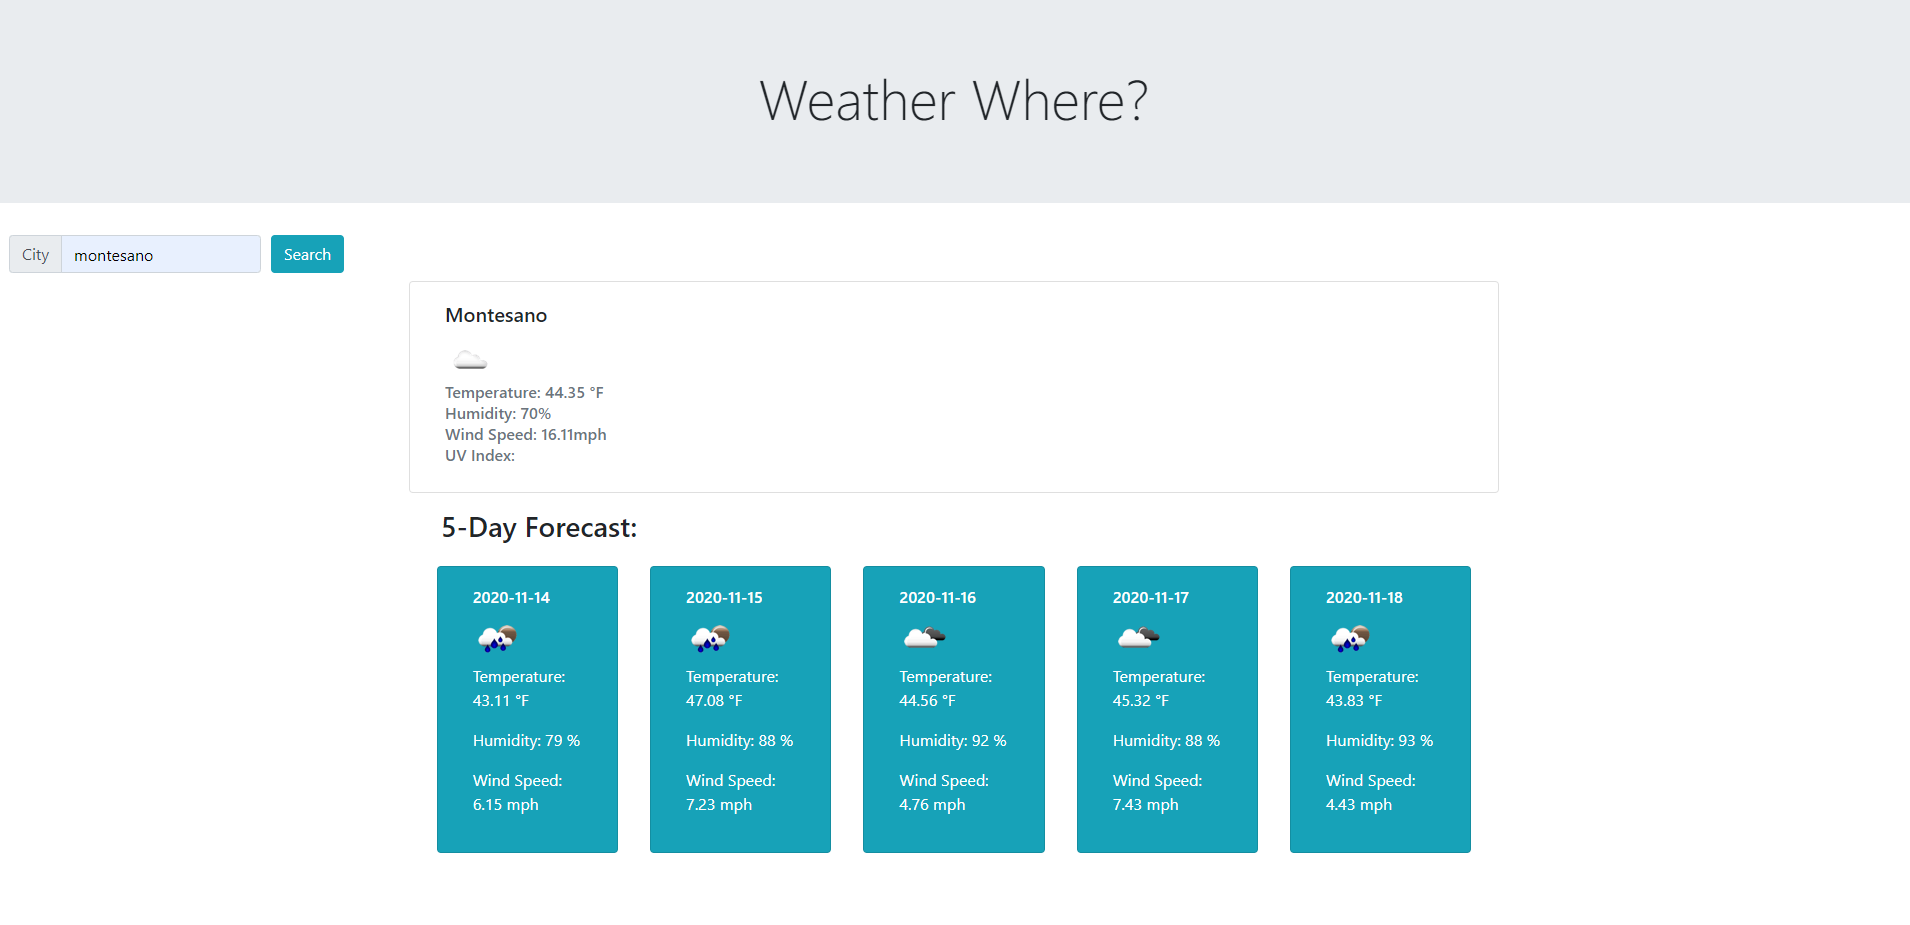 Weather Where?
City
montesano
Search
Montesano
Temperature: 44.35 °F
Humidity: 70%
Wind Speed: 16.11mph
UV Index:
5-Day Forecast:
2020-11-14
Temperature:
43.11 °F
Humidity: 79 %
Wind Speed:
6.15 mph
2020-11-15
Temperature:
47.08 °F
Humidity: 88 %
Wind Speed:
7.23 mph
2020-11-16
Temperature:
44.56 °F
Humidity: 92 %
Wind Speed:
4.76 mph
2020-11-17
Temperature:
45.32 °F
Humidity: 88 %
Wind Speed:
7.43 mph
2020-11-18
Temperature:
43.83 °F
Humidity: 93 %
Wind Speed:
4.43 mph